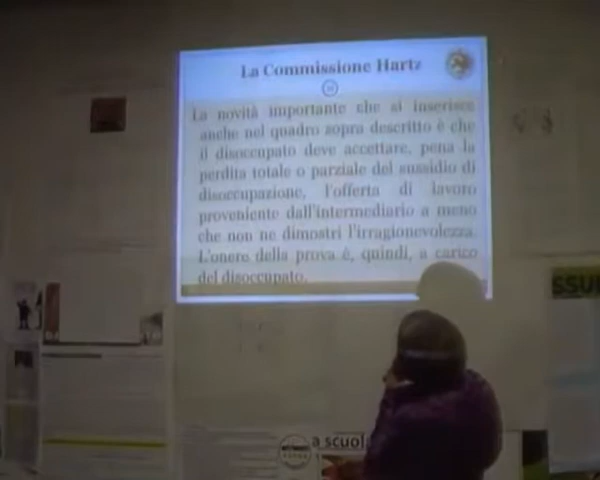 La Commissione Hartz
La novità importante che si inserisce
anche nel quadro sopra descritto è che
il disoccupato deve accettare, pena la
perdita totale o parziale del sussidio di
disoccupazione, l'offerta di lavoro
proveniente dall'intermediario a meno
che non ne dimostri l'irragionevolezza.
L'onere della prova è, quindi, a carico
del disoccupato.
SSUI
a scuol